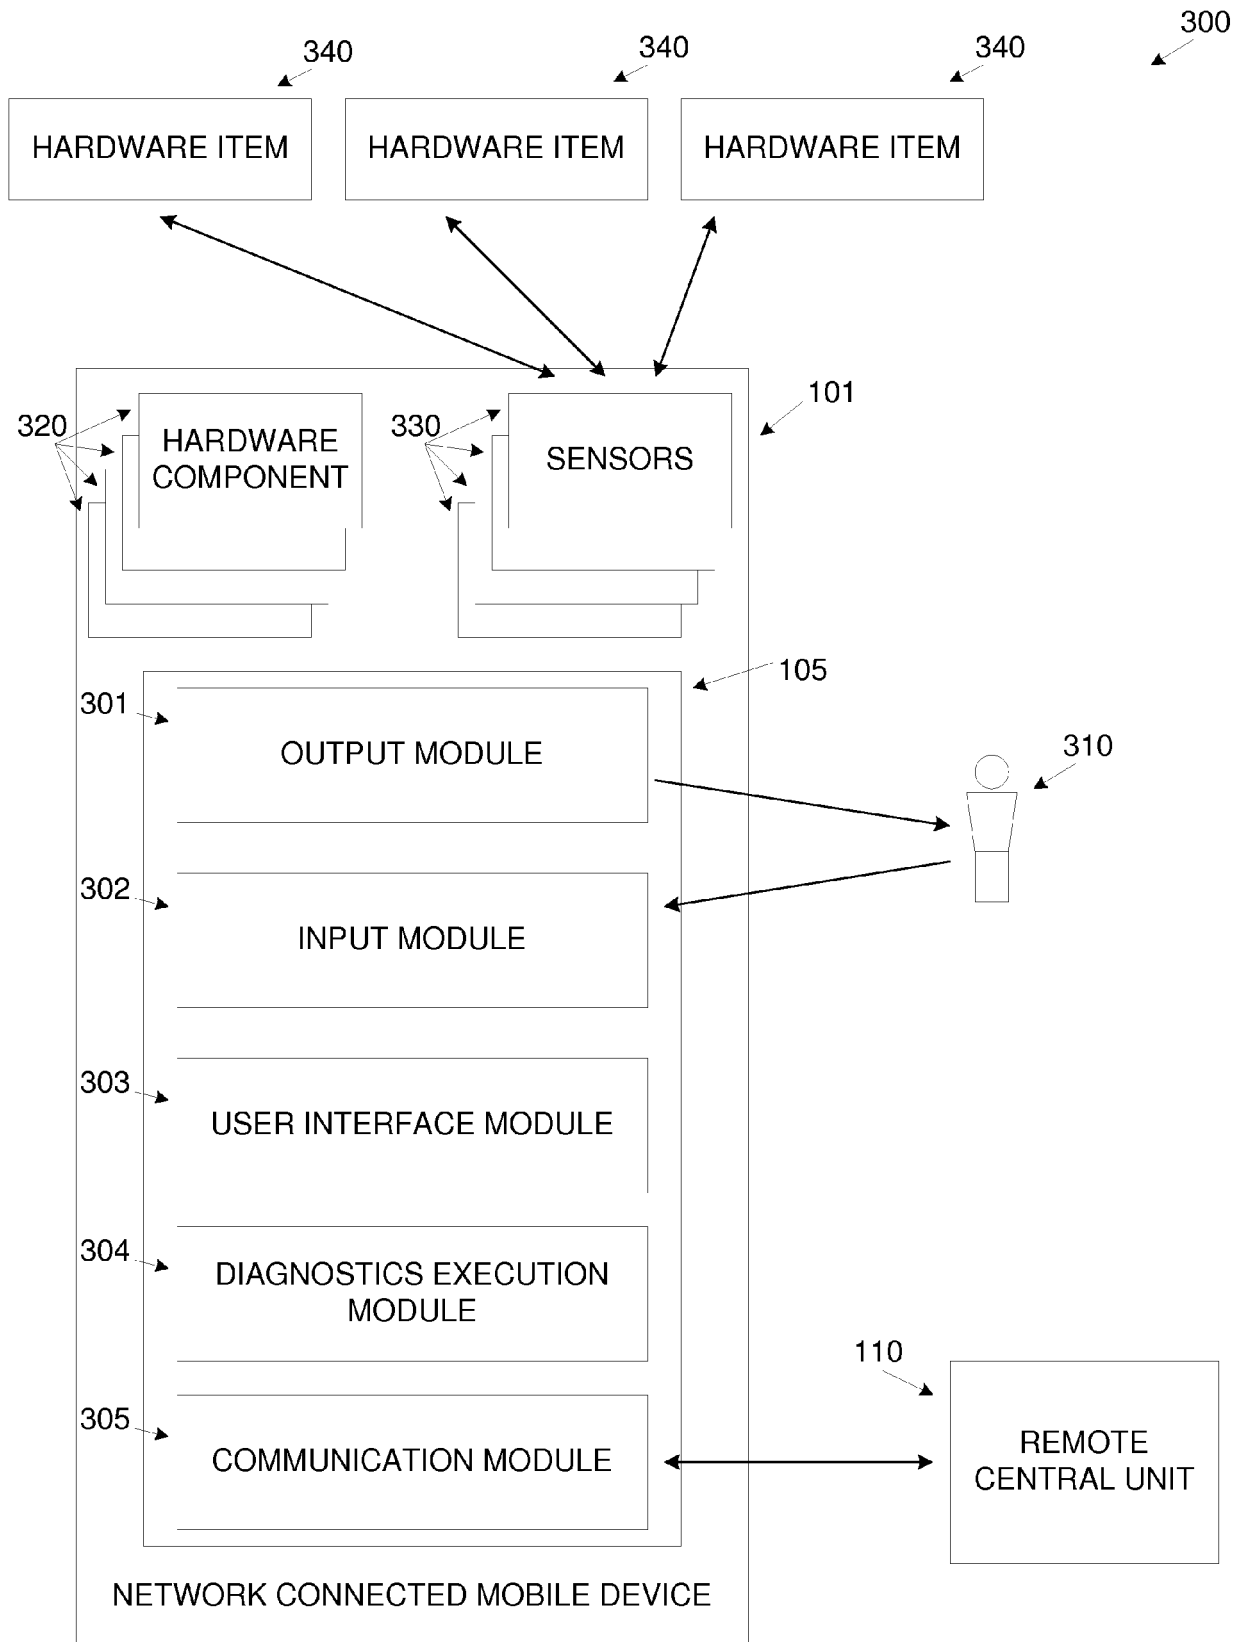 300
340
340
340
HARDWARE ITEM
HARDWARE ITEM
HARDWARE ITEM
101
320
HARDWARE
COMPONENT
330
SENSORS
105
301
OUTPUT MODULE
310
302
INPUT MODULE
303
USER INTERFACE MODULE
304
DIAGNOSTICS EXECUTION
MODULE
110
305
COMMUNICATION MODULE
REMOTE
CENTRAL UNIT
NETWORK CONNECTED MOBILE DEVICE